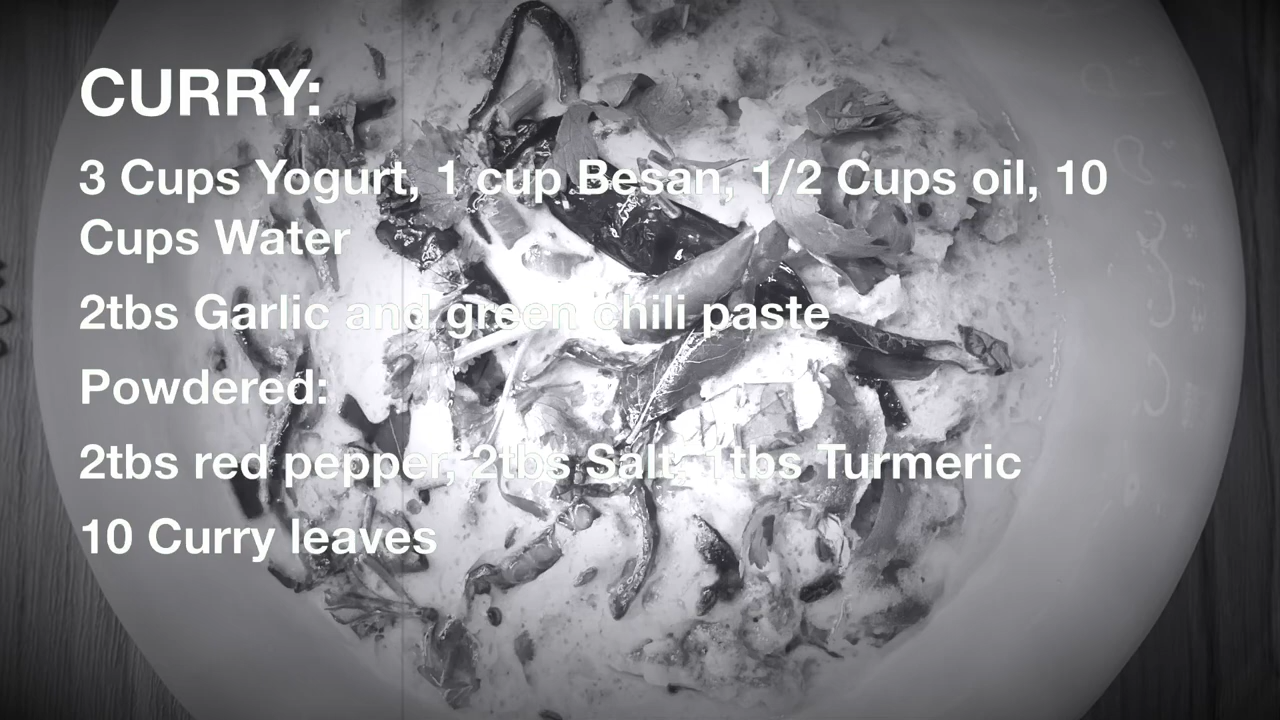 CURRY:
3 Cups Yogurt, 1 cup Besan, 1/2 Cups oil, 10
Cups Water
2tbs Garlic and green chili paste
Powdered:
2tbs red pepper, 2tbs Salt, 1tbs Turmeric
10 Curry leaves